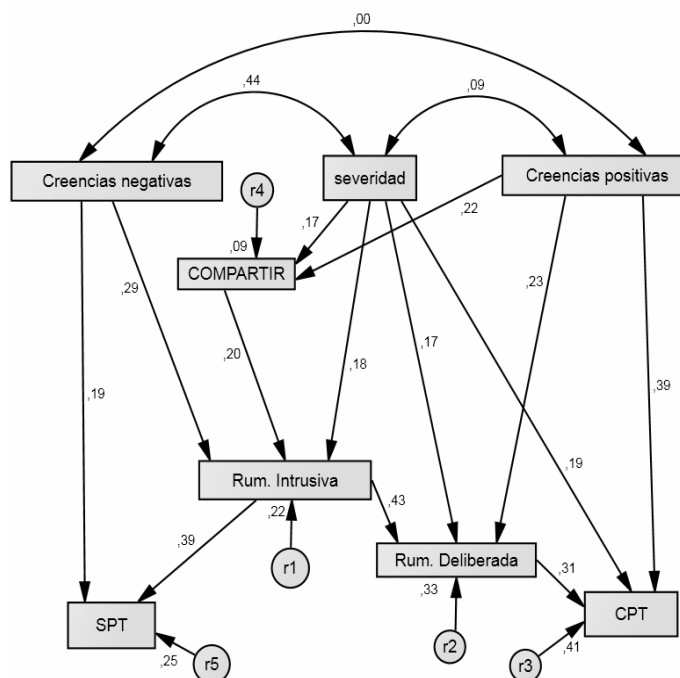 ,00
,44
,09
Creencias negativas
severidad
Creencias positivas
r4
,17
,22
,09
COMPARTIR
,29
,23
,20
,18
,17
,19
,39
,19
Rum. Intrusiva
,22
,43
,39
r1
Rum. Deliberada
,33
,31
SPT
CPT
,25
r5
r2
r3
,41